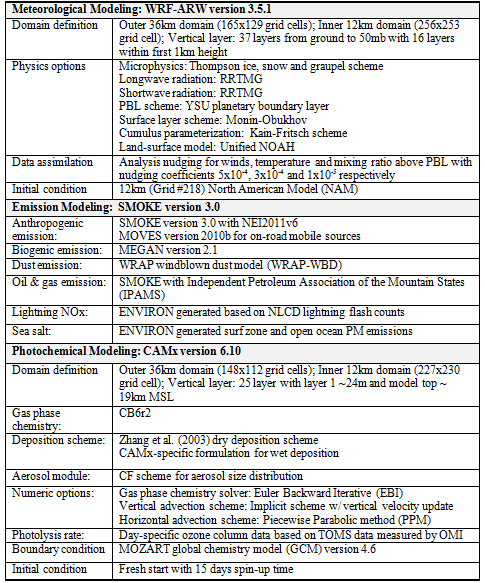 Meteorological Modeling: WRF-ARW version 3.5.1
Domain definition
Outer 36km domain (165x129 grid cells); Inner 12km domain (256x253
grid cell); Vertical layer: 37 layers from ground to 50mb with 16 layers
within first 1km height
Physics options
Microphysics: Thompson ice, snow and graupel scheme
Longwave radiation: RRTMG
Shortwave radiation: RRTMG
PBL scheme: YSU planetary boundary layer
Surface layer scheme: Monin-Obukhov
Cumulus parameterization: Kain-Fritsch scheme
Land-surface model: Unified NOAH
Data assimilation
Analysis nudging for winds, temperature and mixing ratio above PBL with
nudging coefficients 5x10-4, 3x10-4 and 1x10-5 respectively
Initial condition
12km (Grid #218) North American Model (NAM)
Emission Modeling: SMOKE version 3.0
Anthropogenic
emission:
SMOKE version 3.0 with NEI2011v6
MOVES version 2010b for on-road mobile sources
Biogenic emission:
MEGAN version 2.1
Dust emission:
WRAP windblown dust model (WRAP-WBD)
Oil & gas emission:
SMOKE with Independent Petroleum Association of the Mountain States
(IPAMS)
Lightning NOx:
ENVIRON generated based on NLCD lightning flash counts
Sea salt:
ENVIRON generated surf zone and open ocean PM emissions
Photochemical Modeling: CAMx version 6.10
Domain definition
Outer 36km domain (148x112 grid cells); Inner 12km domain (227x230
grid cell); Vertical layer: 25 layer with layer 1 ~24m and model top ~
19km MSL
Gas phase
chemistry:
CB6r2
Deposition scheme:
Zhang et al. (2003) dry deposition scheme
CAMx-specific formulation for wet deposition
Aerosol module:
CF scheme for aerosol size distribution
Numeric options:
Gas phase chemistry solver: Euler Backward Iterative (EBI)
Vertical advection scheme: Implicit scheme w/ vertical velocity update
Horizontal advection scheme: Piecewise Parabolic method (PPM)
Photolysis rate:
Day-specific ozone column data based on TOMS data measured by OMI
Boundary condition
MOZART global chemistry model (GCM) version 4.6
Initial condition
Fresh start with 15 days spin-up time